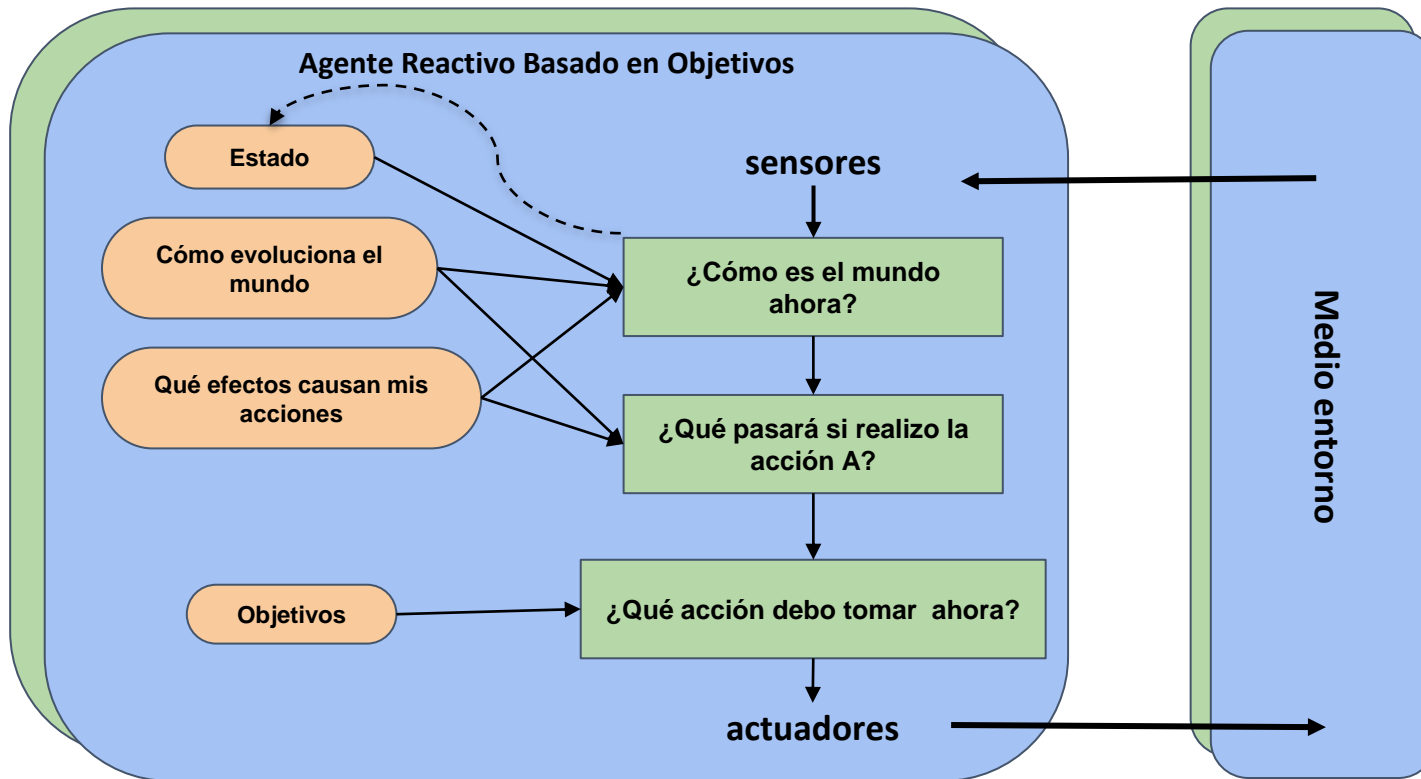 Agente Reactivo Basado en Objetivos
Estado
sensores
Cómo evoluciona el
mundo
¿Cómo es el mundo
ahora?
Qué efectos causan mis
acciones
¿Qué pasará si realizo la
acción A?
Objetivos
¿Qué acción debo tomar  ahora?
actuadores
Medio entorno